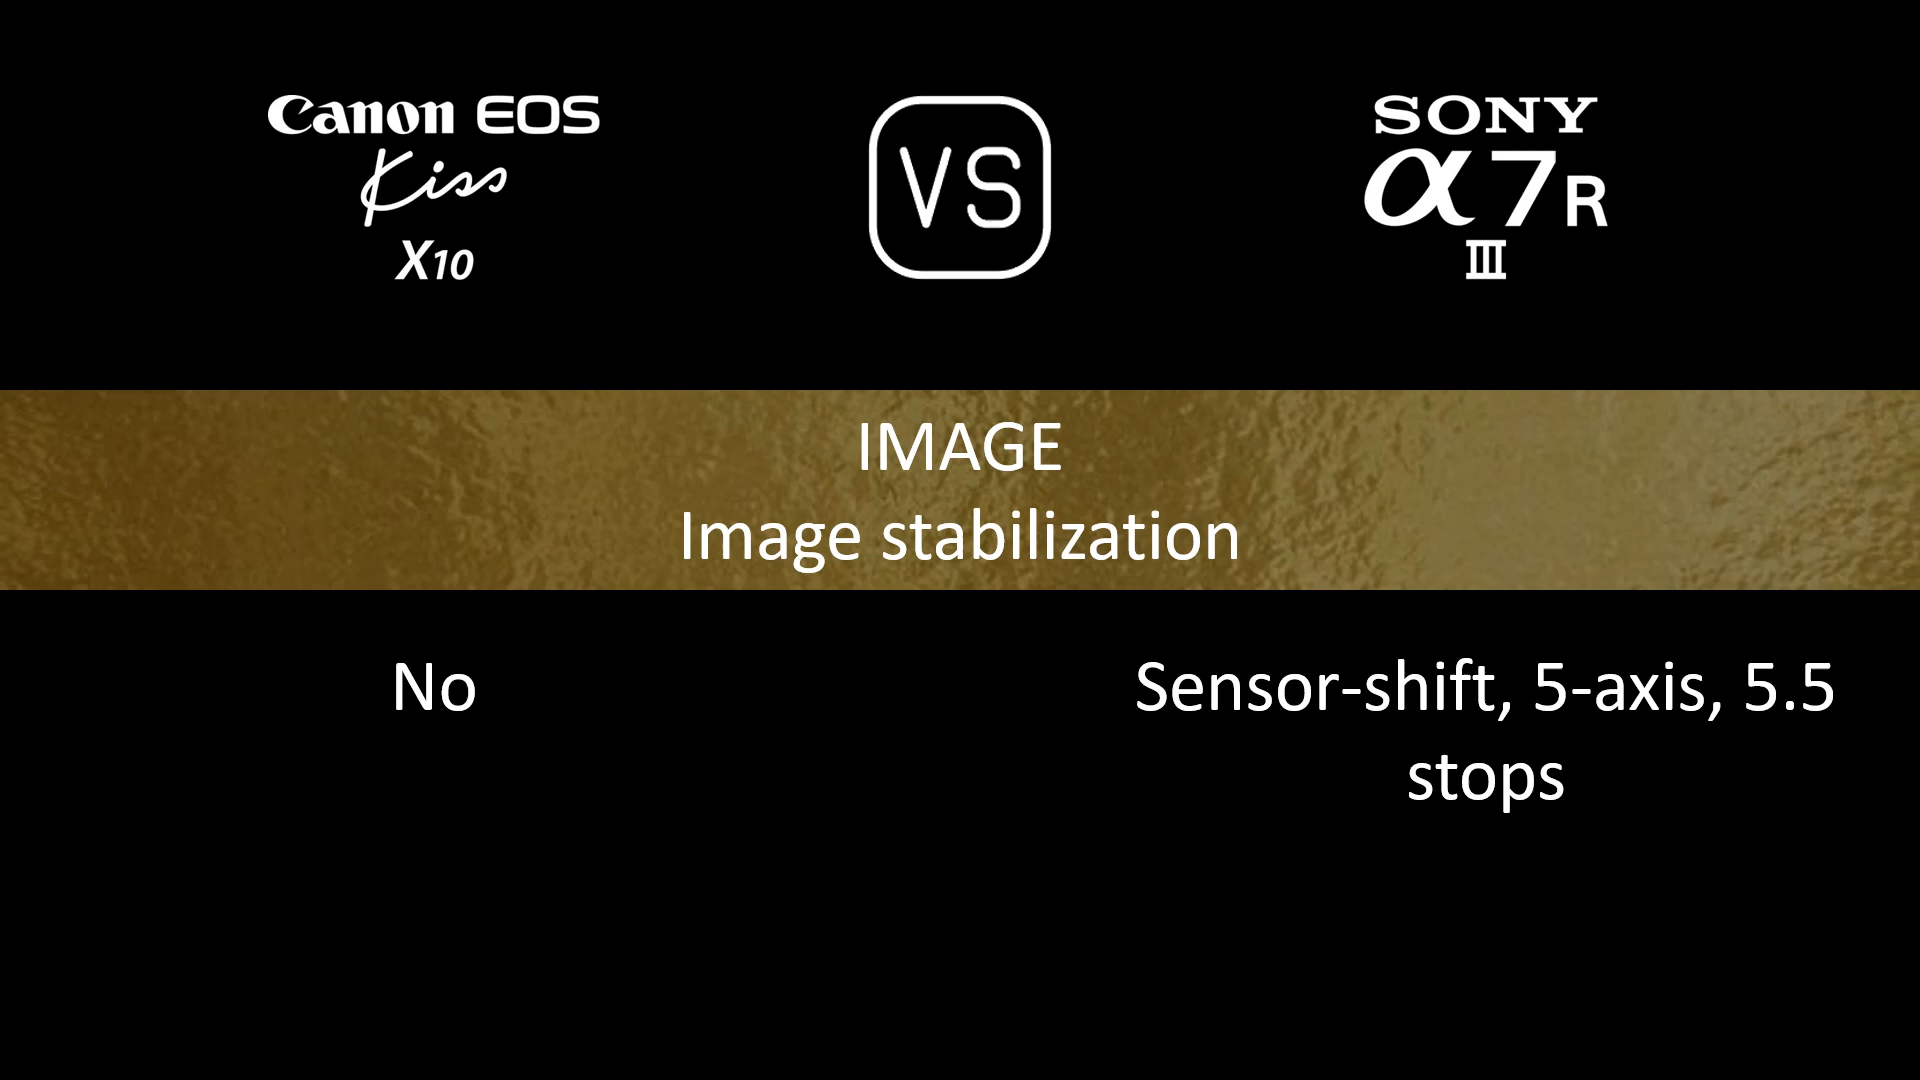 Canon EOS
Kiss
X10
VS
SONY
α7R
III
IMAGE
Image stabilization
No
Sensor-shift, 5-axis, 5.5
stops